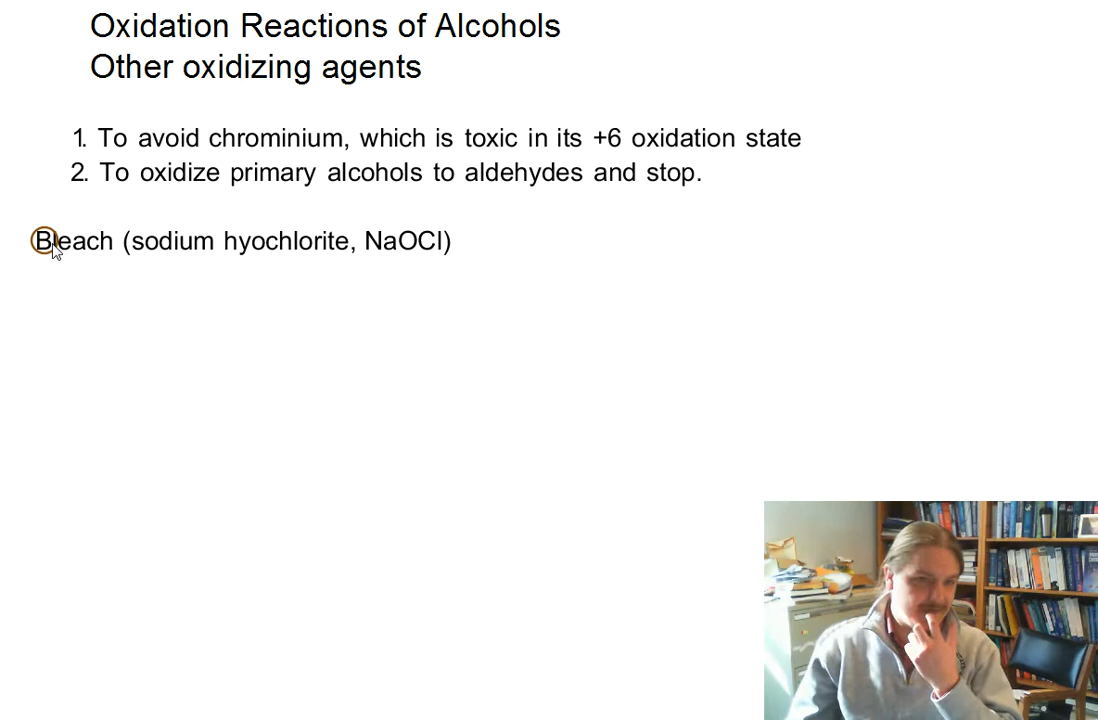 Oxidation Reactions of Alcohols
Other oxidizing agents
1. To avoid chrominium, which is toxic in its +6 oxidation state
2. To oxidize primary alcohols to aldehydes and stop.
Bleach (sodium hyochlorite, NaOCl)